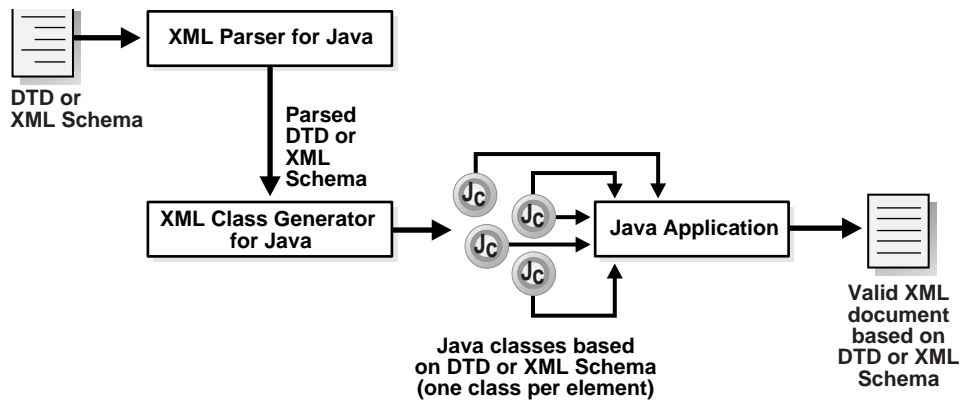 XML Parser for Java
DTD or
XML Schema
Parsed
DTD or
XML
Schema
XML Class Generator
for Java
Jc
Jc
Jc
Jc
Java Application
Java classes based
on DTD or XML Schema
(one class per element)
Valid XML
document
based on
DTD or XML
Schema